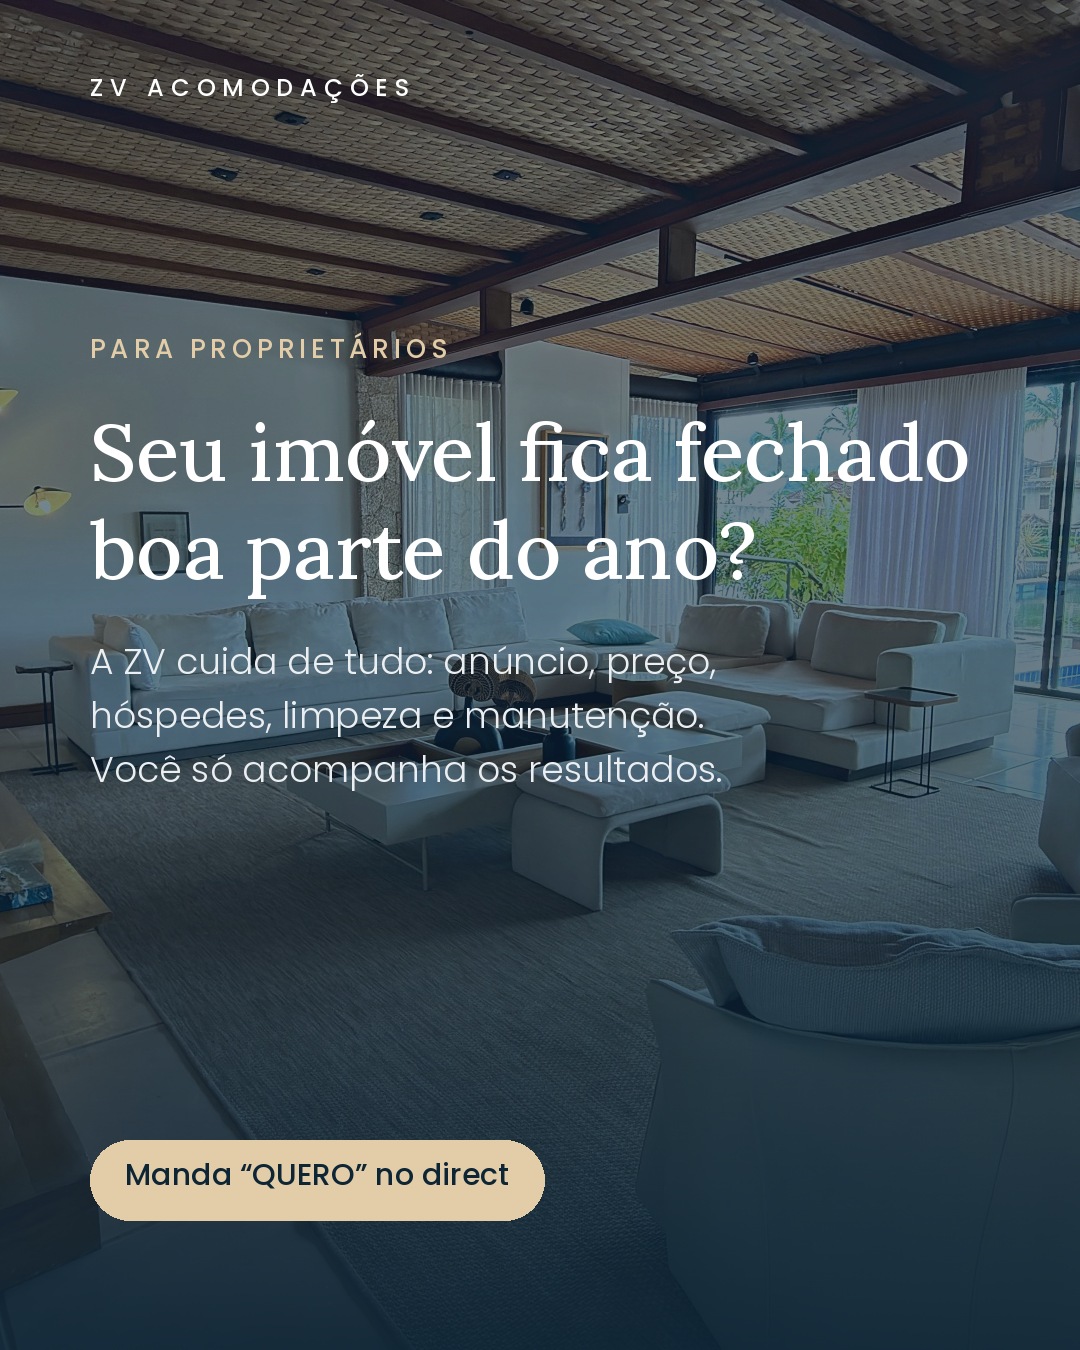 ZV ACOMODAÇÕES
PARA PROPRIETÁRIOS
Seu imóvel fica fechado
boa parte do ano?
A ZV cuida de tudo: anúncio, preço,
hóspedes, limpeza e manutenção.
Você só acompanha os resultados.
Manda “QUERO” no direct